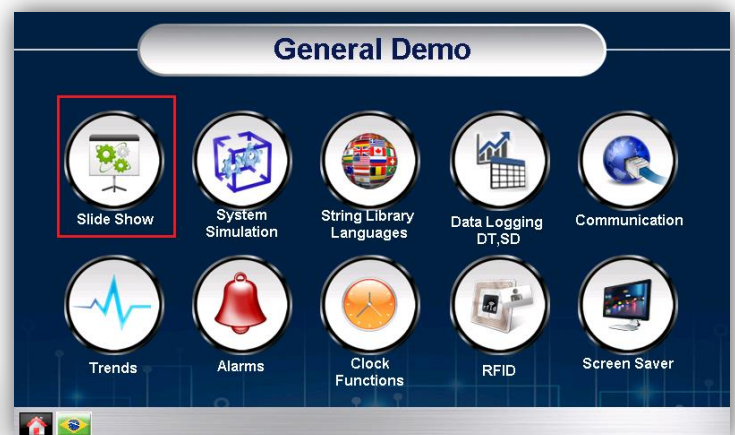 General Demo
Slide Show
System
Simulation
String Library
Languages
Data Logging
DT,SD
Communication
Trends
Alarms
Clock
Functions
RFID
Screen Saver